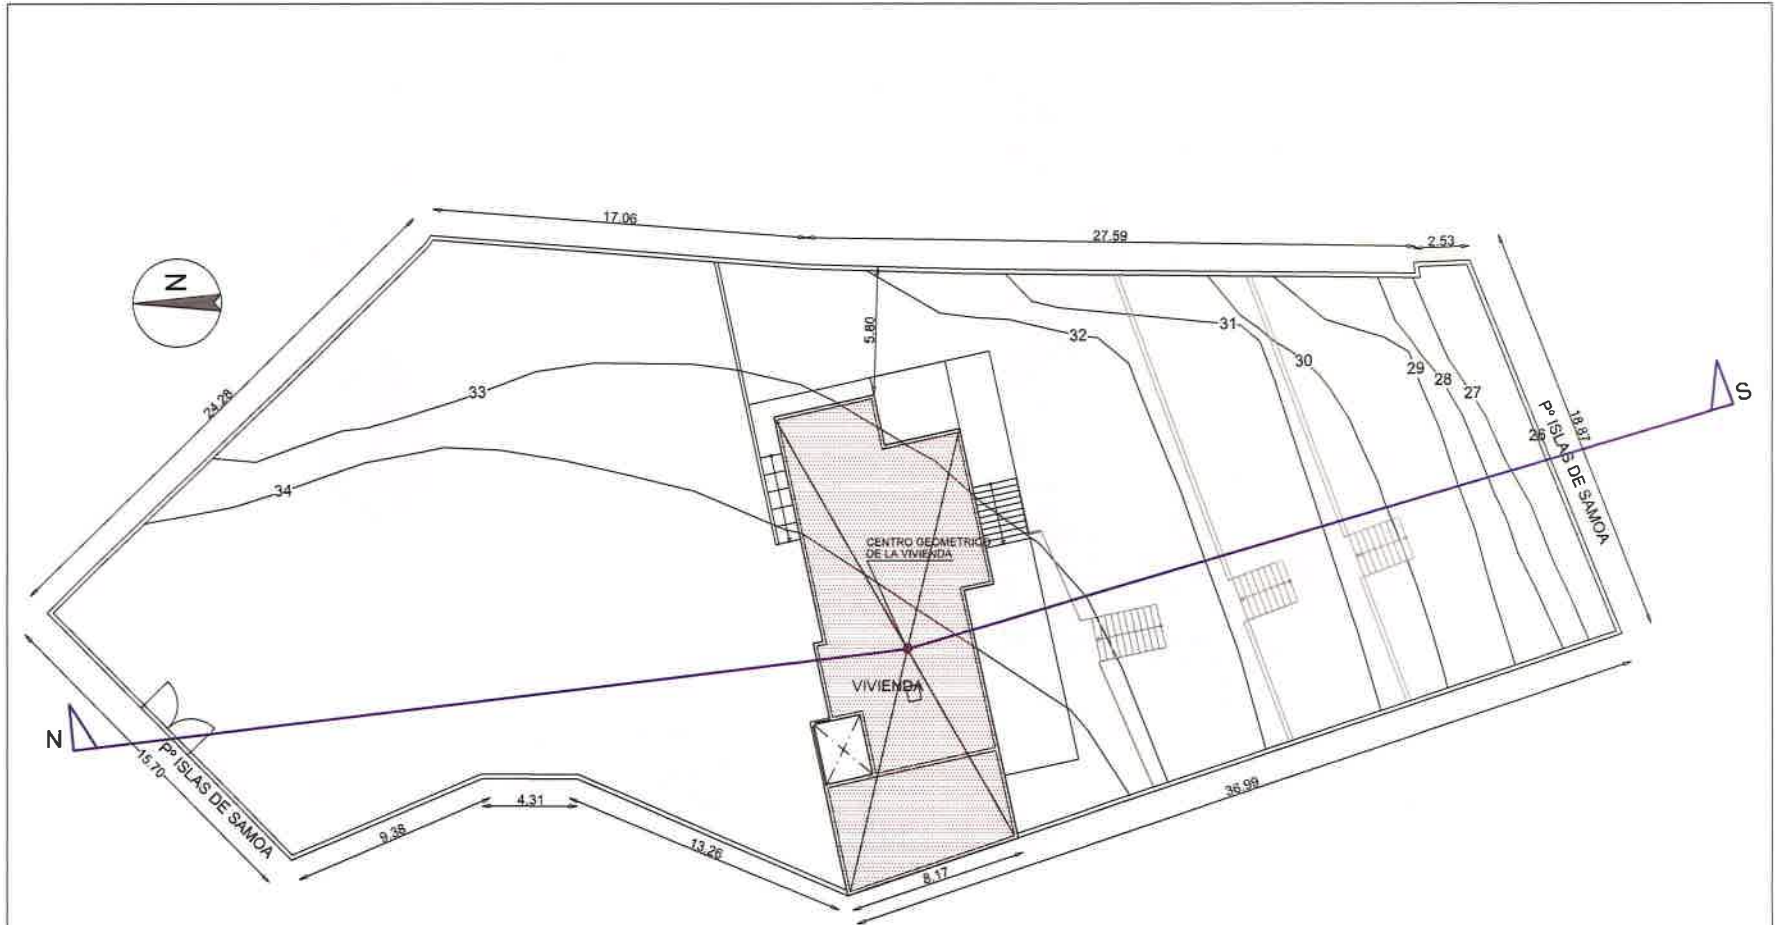 17.06
27.59
2.53
N
24.28
5.80
33
34
32
31
30
29
28
27
26
18.87
Pº ISLAS DE SAMOA
S
CENTRO GEOMETRICO
DE LA VIVIENDA
VIVIENDA
N
15.70
Pº ISLAS DE SAMOA
9.38
4.31
13.26
8.17
36.99